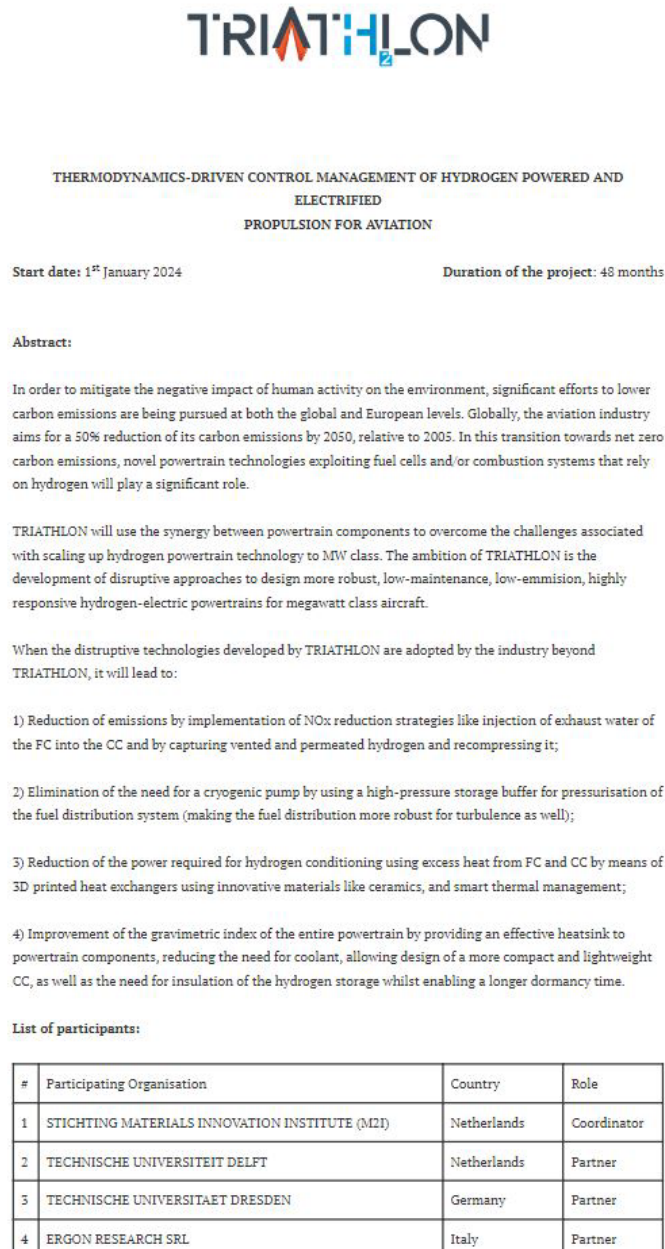 TRIATHLON
2
THERMODYNAMICS-DRIVEN CONTROL MANAGEMENT OF HYDROGEN POWERED AND
ELECTRIFIED
PROPULSION FOR AVIATION
Start date: 1st January 2024 Duration of the project: 48 months
Abstract:
In order to mitigate the negative impact of human activity on the environment, significant efforts to lower
carbon emissions are being pursued at both the global and European levels. Globally, the aviation industry
aims for a 50% reduction of its carbon emissions by 2050, relative to 2005. In this transition towards net zero
carbon emissions, novel powertrain technologies exploiting fuel cells and/or combustion systems that rely
on hydrogen will play a significant role.
TRIATHLON will use the synergy between powertrain components to overcome the challenges associated
with scaling up hydrogen powertrain technology to MW class. The ambition of TRIATHLON is the
development of disruptive approaches to design more robust, low-maintenance, low-emmision, highly
responsive hydrogen-electric powertrains for megawatt class aircraft.
When the distruptive technologies developed by TRIATHLON are adopted by the industry beyond
TRIATHLON, it will lead to:
1) Reduction of emissions by implementation of NOx reduction strategies like injection of exhaust water of
the FC into the CC and by capturing vented and permeated hydrogen and recompressing it;
2) Elimination of the need for a cryogenic pump by using a high-pressure storage buffer for pressurisation of
the fuel distribution system (making the fuel distribution more robust for turbulence as well);
3) Reduction of the power required for hydrogen conditioning using excess heat from FC and CC by means of
3D printed heat exchangers using innovative materials like ceramics, and smart thermal management;
4) Improvement of the gravimetric index of the entire powertrain by providing an effective heatsink to
powertrain components, reducing the need for coolant, allowing design of a more compact and lightweight
CC, as well as the need for insulation of the hydrogen storage whilst enabling a longer dormancy time.
List of participants:
# Participating Organisation Country Role
1 STICHTING MATERIALS INNOVATION INSTITUTE (M2I) Netherlands Coordinator
2 TECHNISCHE UNIVERSITEIT DELFT Netherlands Partner
3 TECHNISCHE UNIVERSITAET DRESDEN Germany Partner
4 ERGON RESEARCH SRL Italy Partner